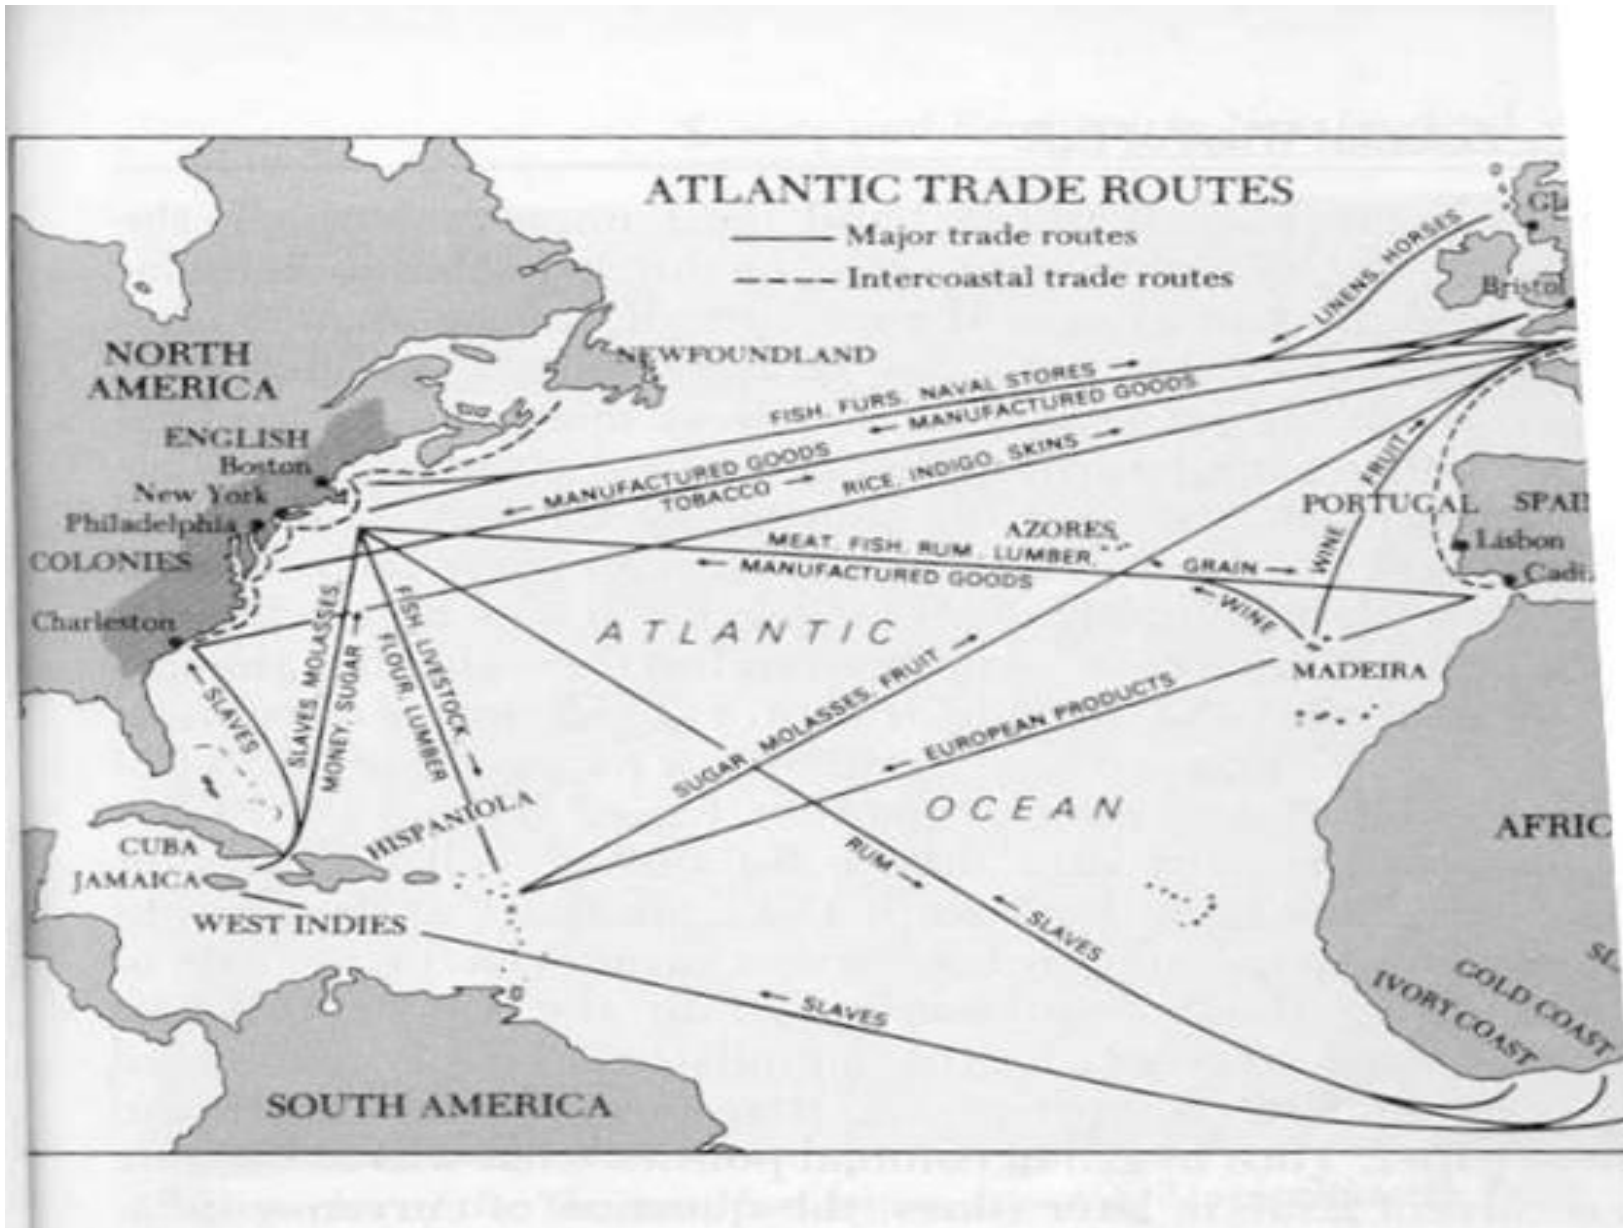 ATLANTIC TRADE ROUTES
Major trade routes
Intercoastal trade routes
LINENS, HORSES
Bristol
NORTH
AMERICA
NEWFOUNDLAND
FISH, FURS, NAVAL STORES
MANUFACTURED GOODS
ENGLISH
Boston
MANUFACTURED GOODS
TOBACCO
RICE, INDIGO, SKINS
FRUIT
New York
Philadelphia
PORTUGAL
AZORES
Lisbon
COLONIES
MEAT, FISH, RUM, LUMBER,
MANUFACTURED GOODS
GRAIN
WINE
WINE
Charleston
ATLANTIC
MADEIRA
SLAVES
SLAVES, MOLASSES,
MONEY, SUGAR
FISH, LIVESTOCK,
FLOUR, LUMBER
SUGAR, MOLASSES, FRUIT
EUROPEAN PRODUCTS
OCEAN
HISPANIOLA
CUBA
JAMAICA
WEST INDIES
RUM
SLAVES
SLAVES
GOLD COAST
IVORY COAST
SOUTH AMERICA